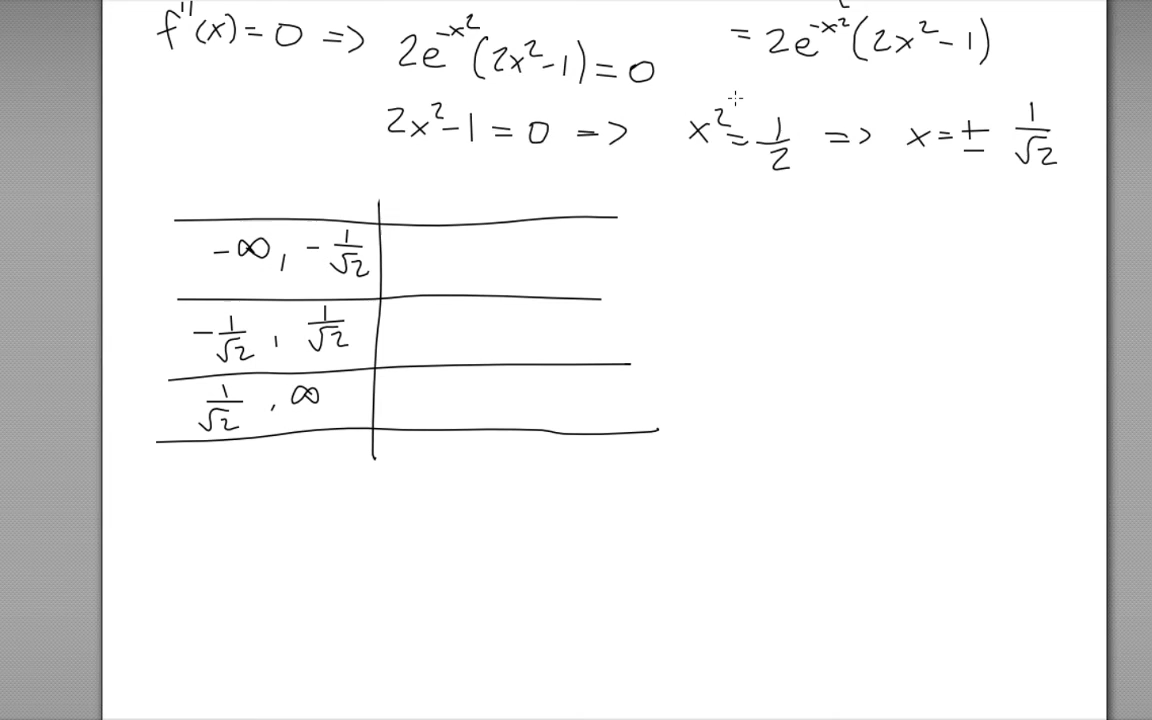 f''(x) = 0 => 2e^{-x^2}(2x^2-1) = 0
= 2e^{-x^2}(2x^2-1)
2x^2-1 = 0 => x^2 = 1/2 => x = ± 1/√2
-∞, -1/√2
-1/√2, 1/√2
1/√2, ∞